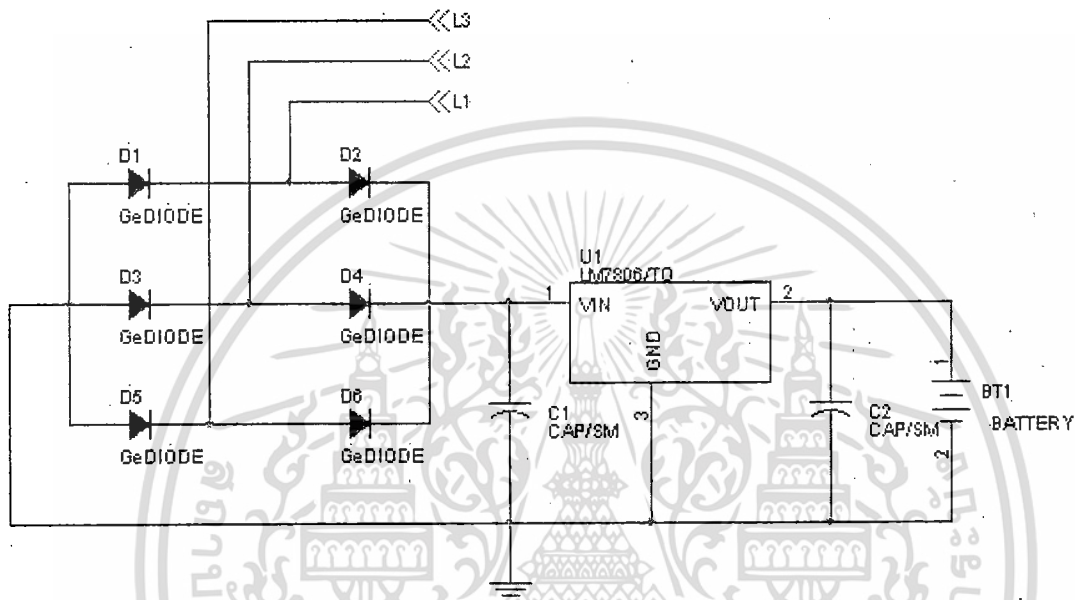 L3
L2
L1
D1
GeDIODE
D2
GeDIODE
D3
GeDIODE
D4
GeDIODE
D5
GeDIODE
D6
GeDIODE
U1
LM7806/TO
1
VIN
VOUT
2
GND
3
C1
CAP/SM
C2
CAP/SM
1
BT1
BATTERY
2